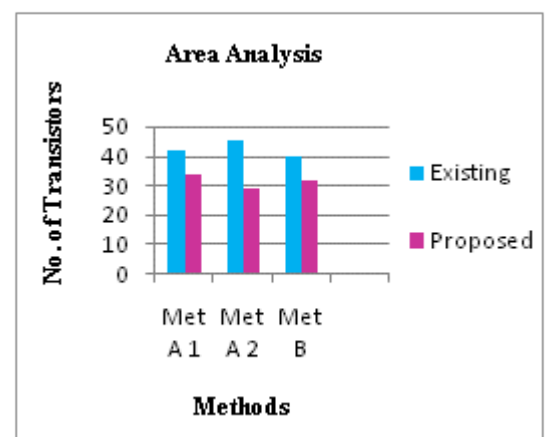 Area Analysis
No. of Transistors
50
40
30
20
10
0
Met A 1
Met A 2
Met B
Existing
Proposed
Methods